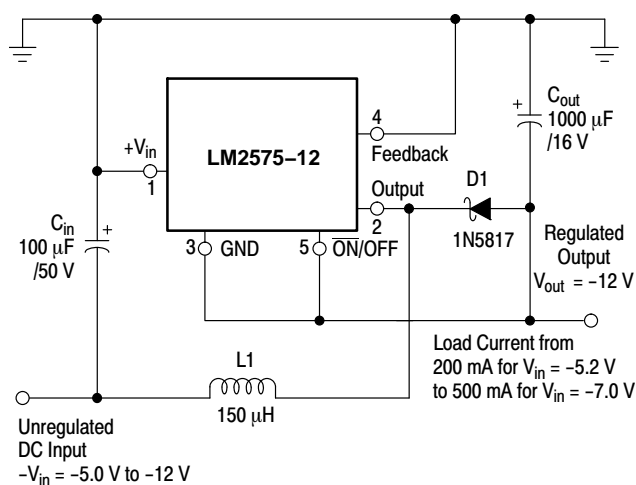 +Vin
1
LM2575–12
4
Feedback
Output
2
3 GND
5 ON/OFF
Cin
100 µF
/50 V
Cout
1000 µF
/16 V
D1
1N5817
Regulated
Output
Vout = –12 V
Load Current from
200 mA for Vin = –5.2 V
to 500 mA for Vin = –7.0 V
L1
150 µH
Unregulated
DC Input
–Vin = –5.0 V to –12 V
+
+